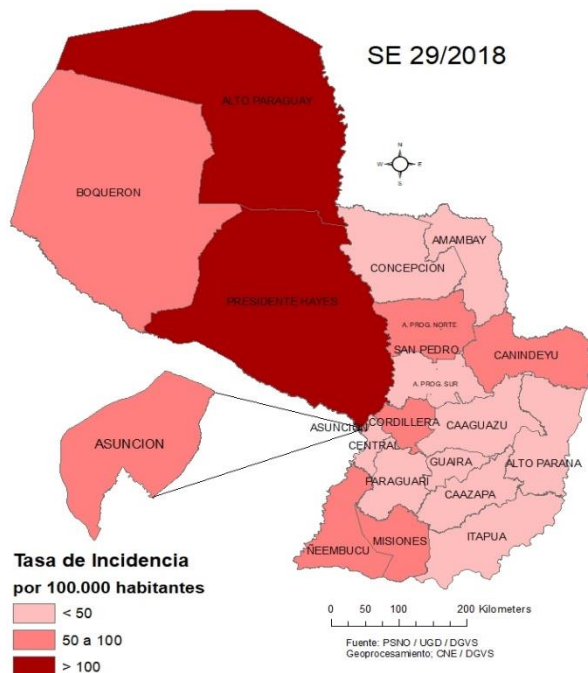 SE 29/2018
ALTO PARAGUAY
N
W E
S
BOQUERON
AMAMBAY
CONCEPCIÓN
PRESIDENTE HAYES
A. PROG. NORTE
SAN PEDRO
CANINDEYU
A. PROG. SUR
ASUNCION
CORDILLERA
CAAGUAZU
ASUNCION
CENTRAL
GUAIRA
ALTO PARANA
PARAGUARI
CAAZAPA
ITAPUA
MISIONES
ÑEEMBUCU
Tasa de Incidencia
por 100.000 habitantes
< 50
50 a 100
> 100
0 50 100 200 Kilometers
Fuente: PSNO / UGD / DGVS
Geoprocesamiento; CNE / DGVS